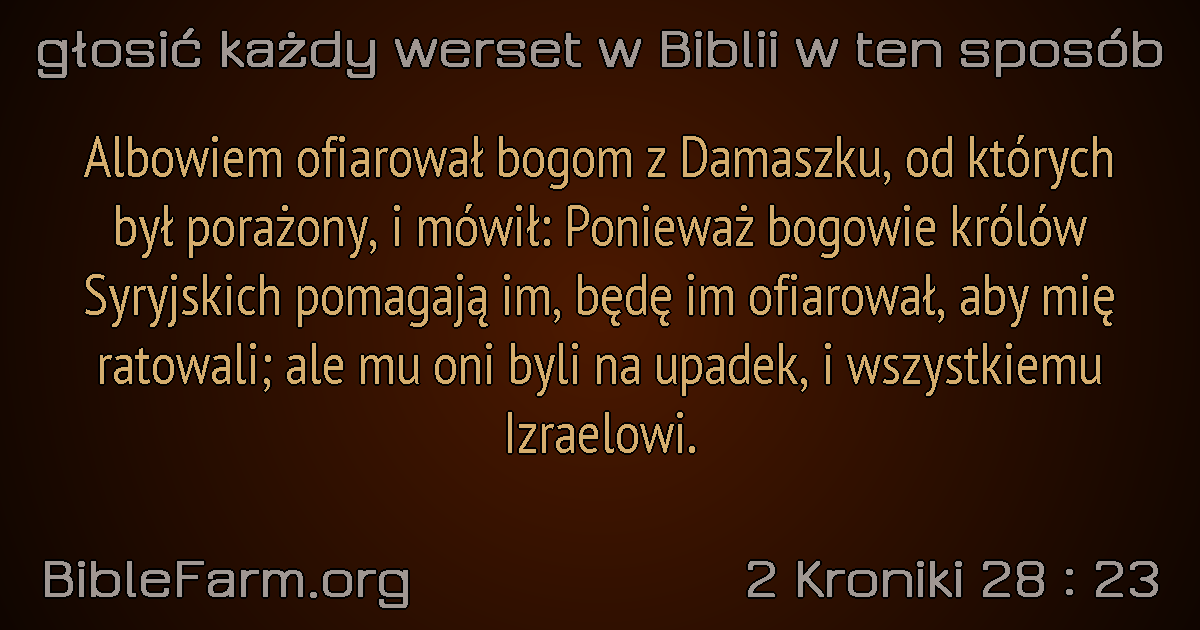 głosić każdy werset w Biblii w ten sposób
Albowiem ofiarował bogom z Damaszku, od których
był porażony, i mówił: Ponieważ bogowie królów
Syryjskich pomagają im, będę im ofiarował, aby mię
ratowali; ale mu oni byli na upadek, i wszystkiemu
Izraelowi.
BibleFarm.org
2 Kroniki 28 : 23